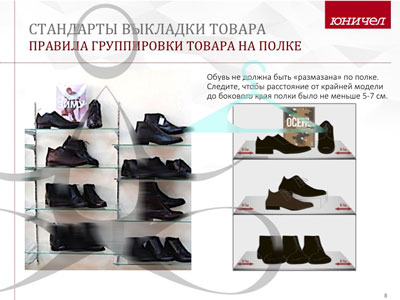 ЮНИЧЕЛ
СТАНДАРТЫ ВЫКЛАДКИ ТОВАРА
ПРАВИЛА ГРУППИРОВКИ ТОВАРА НА ПОЛКЕ
Обувь не должна быть «размазана» по полке.
Следите, чтобы расстояние от крайней модели
до бокового края полки было не меньше 5-7 см.
ЗИМУ
ОСЕНЬ
8